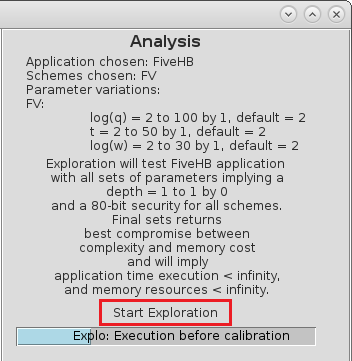 Analysis
Application chosen: FiveHB
Schemes chosen: FV
Parameter variations:
FV:
log(q) = 2 to 100 by 1, default = 2
t = 2 to 50 by 1, default = 2
log(w) = 2 to 30 by 1, default = 2
Exploration will test FiveHB application
with all sets of parameters implying a
depth = 1 to 1 by 0
and a 80-bit security for all schemes.
Final sets returns
best compromise between
complexity and memory cost
and will imply
application time execution < infinity,
and memory resources < infinity.
Start Exploration
Explo: Execution before calibration